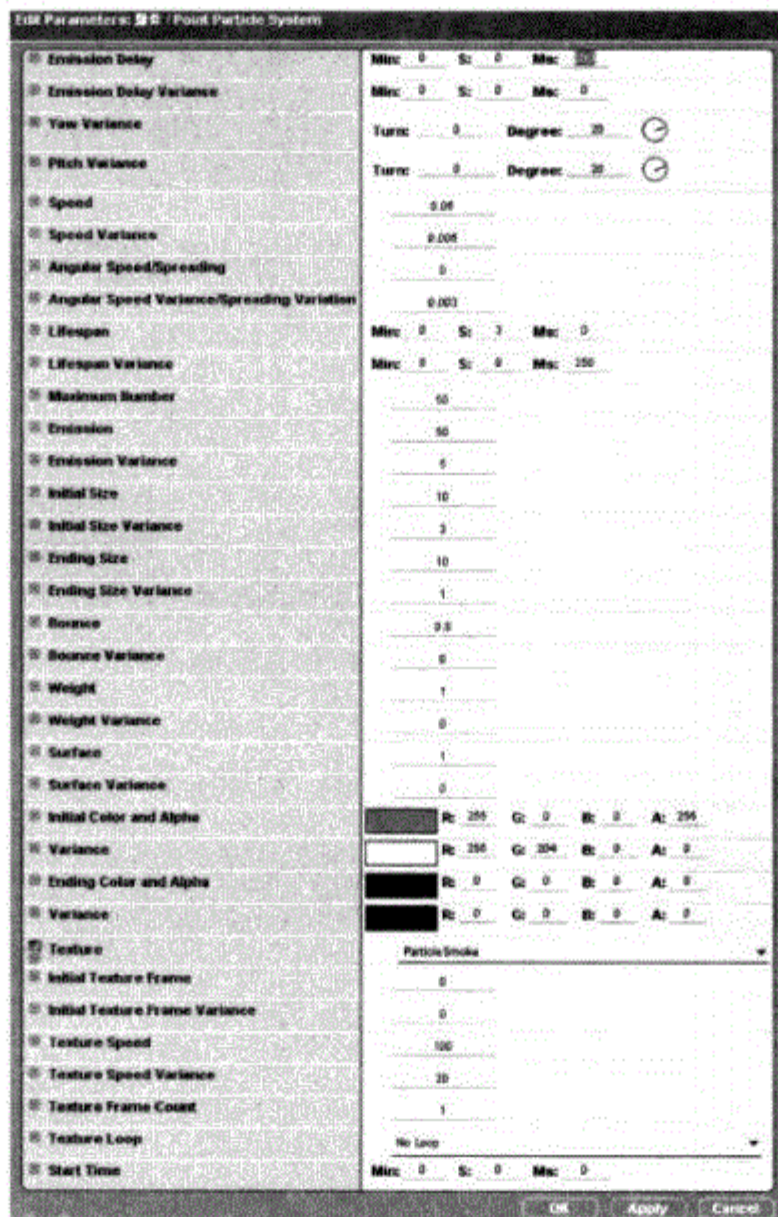 Edit Parameters: / Point Particle System
Emission Delay Min: 0 S: 0 Ms:
Emission Delay Variance Min: 0 S: 0 Ms: 0
Yaw Variance Turn: 0 Degree: 20
Pitch Variance Turn: 0 Degree: 20
Speed 0.06
Speed Variance 0.006
Angular Speed/Spreading 0
Angular Speed Variance/Spreading Variation 0.003
Lifespan Min: 0 S: 3 Ms: 0
Lifespan Variance Min: 0 S: 0 Ms: 250
Maximum Number 50
Emission 50
Emission Variance 5
Initial Size 10
Initial Size Variance 3
Ending Size 10
Ending Size Variance 1
Bounce 0.8
Bounce Variance 0
Weight 1
Weight Variance 0
Surface 1
Surface Variance 0
Initial Color and Alpha R: 255 G: 0 B: 0 A: 255
Variance R: 255 G: 204 B: 0 A: 0
Ending Color and Alpha R: 0 G: 0 B: 0 A: 0
Variance R: 0 G: 0 B: 0 A: 0
Texture Particle/Smoke
Initial Texture Frame 0
Initial Texture Frame Variance 0
Texture Speed 100
Texture Speed Variance 20
Texture Frame Count 1
Texture Loop No Loop
Start Time Min: 0 S: 0 Ms: 0
OK Apply Cancel